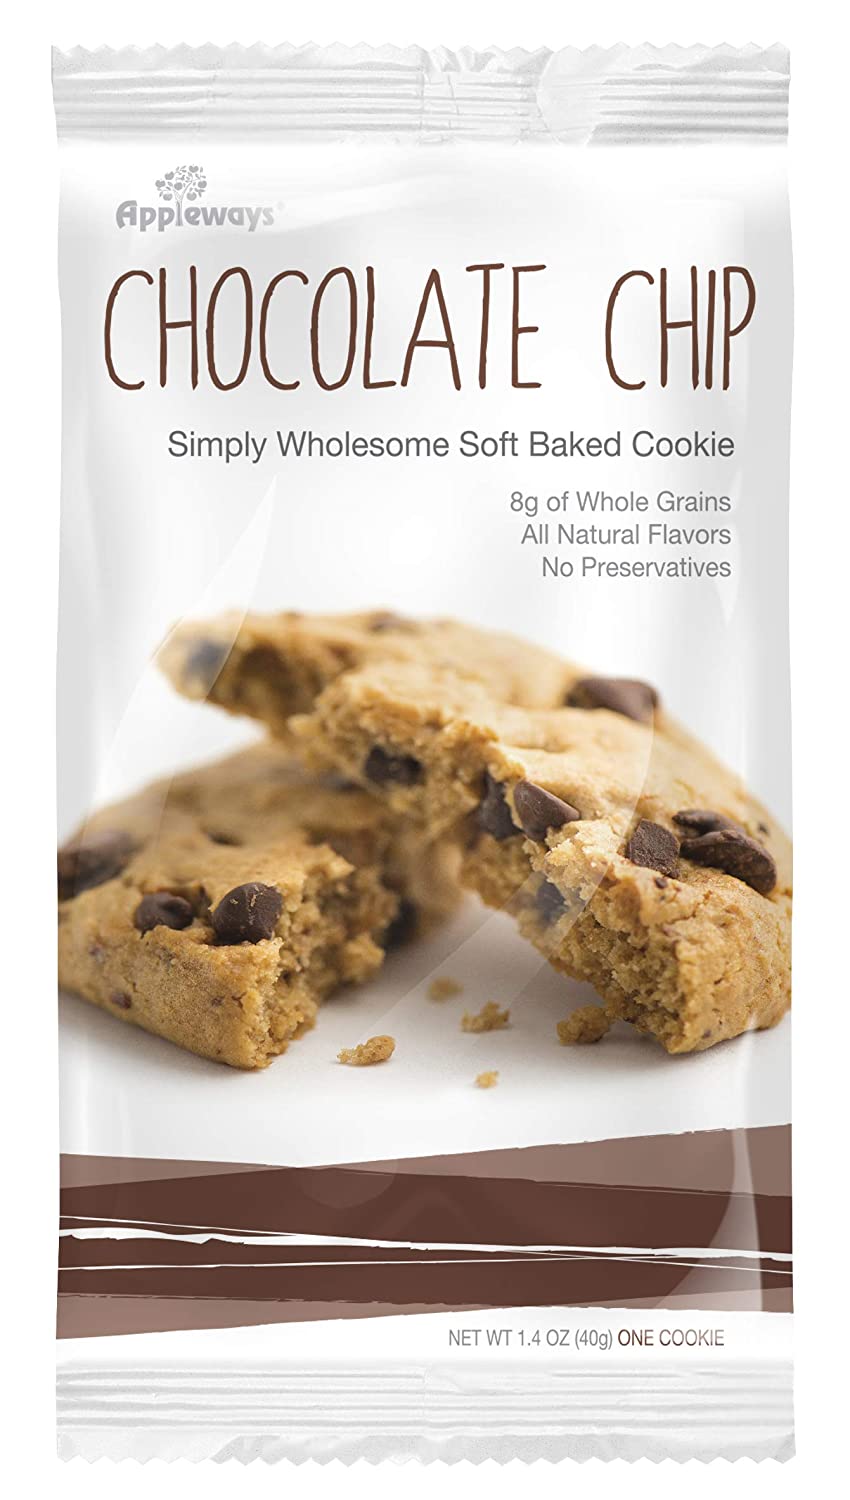 Appleways®
CHOCOLATE CHIP
Simply Wholesome Soft Baked Cookie
8g of Whole Grains
All Natural Flavors
No Preservatives
NET WT 1.4 OZ (40g) ONE COOKIE